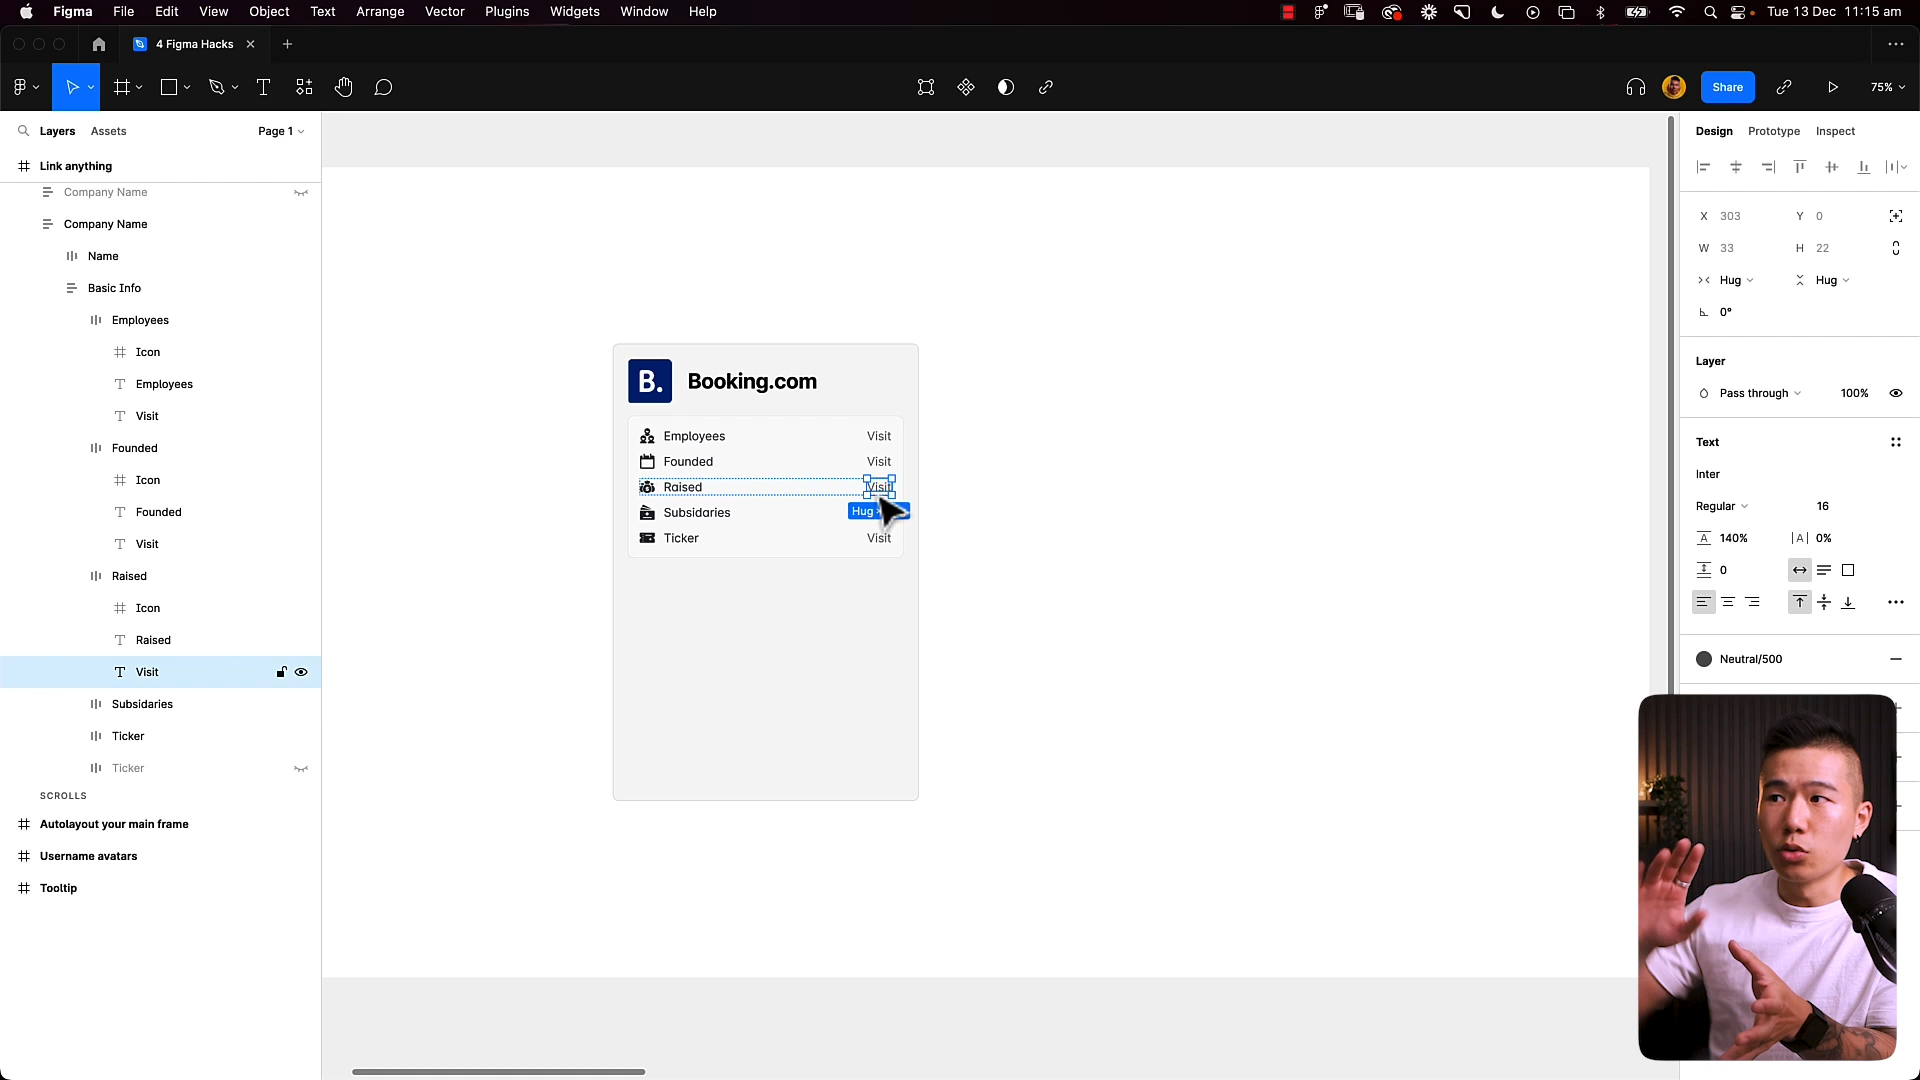 Figma File Edit View Object Text Arrange Vector Plugins Widgets Window Help Tue 13 Dec 11:15 am
4 Figma Hacks
Share 75%
Layers Assets Page 1
Design Prototype Inspect
Link anything
Company Name
Company Name
Name
Basic Info
Employees
Icon
Employees
Visit
Founded
Icon
Founded
Visit
Raised
Icon
Raised
Visit
Subsidaries
Ticker
Ticker
SCROLLS
Autolayout your main frame
Username avatars
Tooltip
B. Booking.com
Employees Visit
Founded Visit
Raised Visit
Subsidaries
Hug
Ticker Visit
X 303 Y 0
W 33 H 22
Hug Hug
0°
Layer
Pass through 100%
Text
Inter
Regular 16
140% 0%
0
Neutral/500